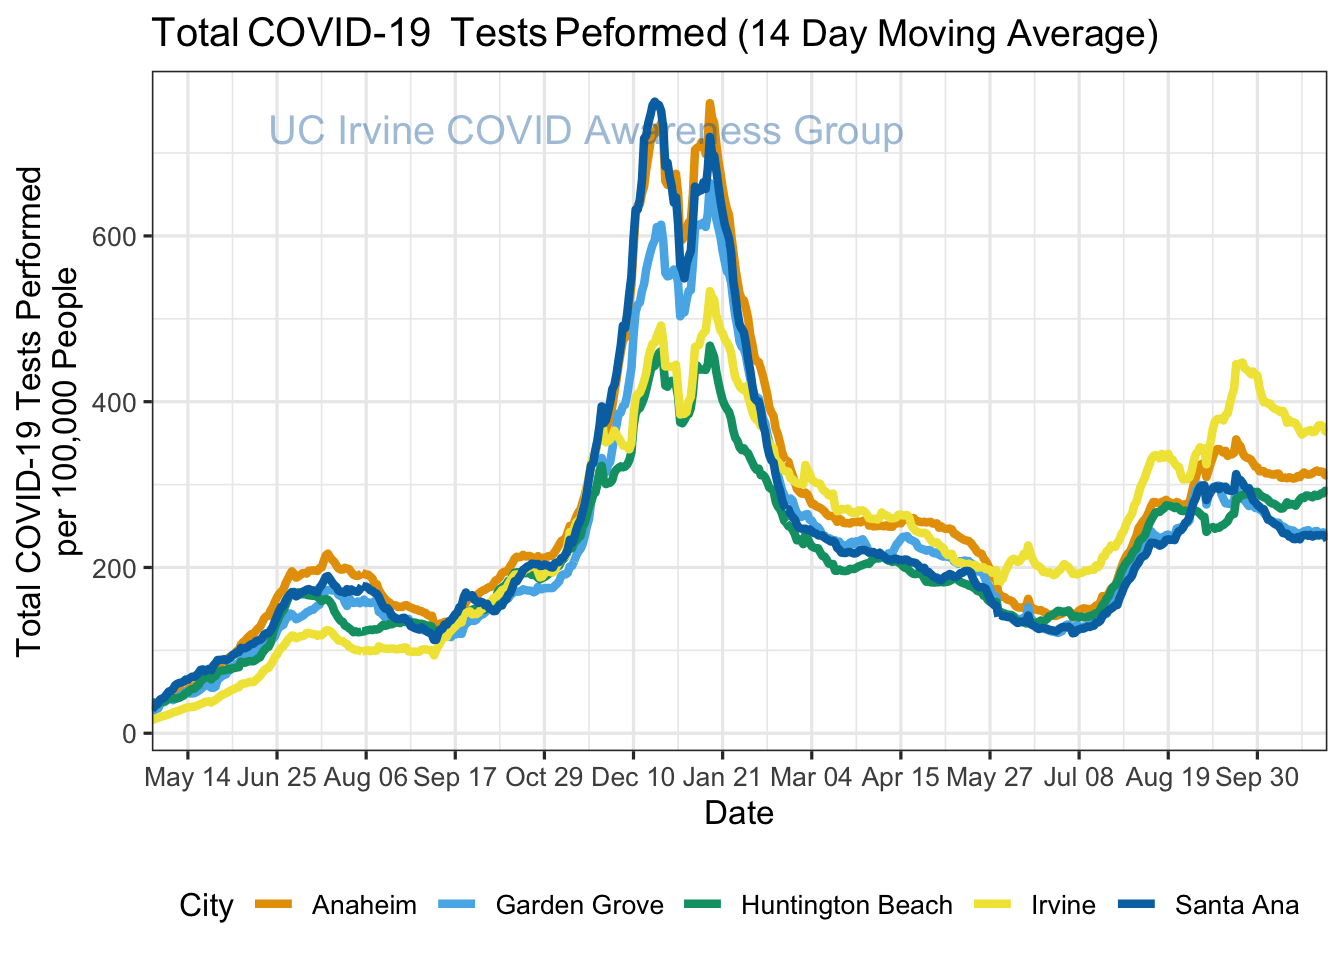 Total COVID-19  Tests Peformed (14 Day Moving Average)
UC Irvine COVID Awareness Group
Total COVID-19 Tests Performed
per 100,000 People
600
400
200
0
May 14 Jun 25 Aug 06 Sep 17 Oct 29 Dec 10 Jan 21 Mar 04 Apr 15 May 27 Jul 08 Aug 19 Sep 30
Date
City Anaheim Garden Grove Huntington Beach Irvine Santa Ana